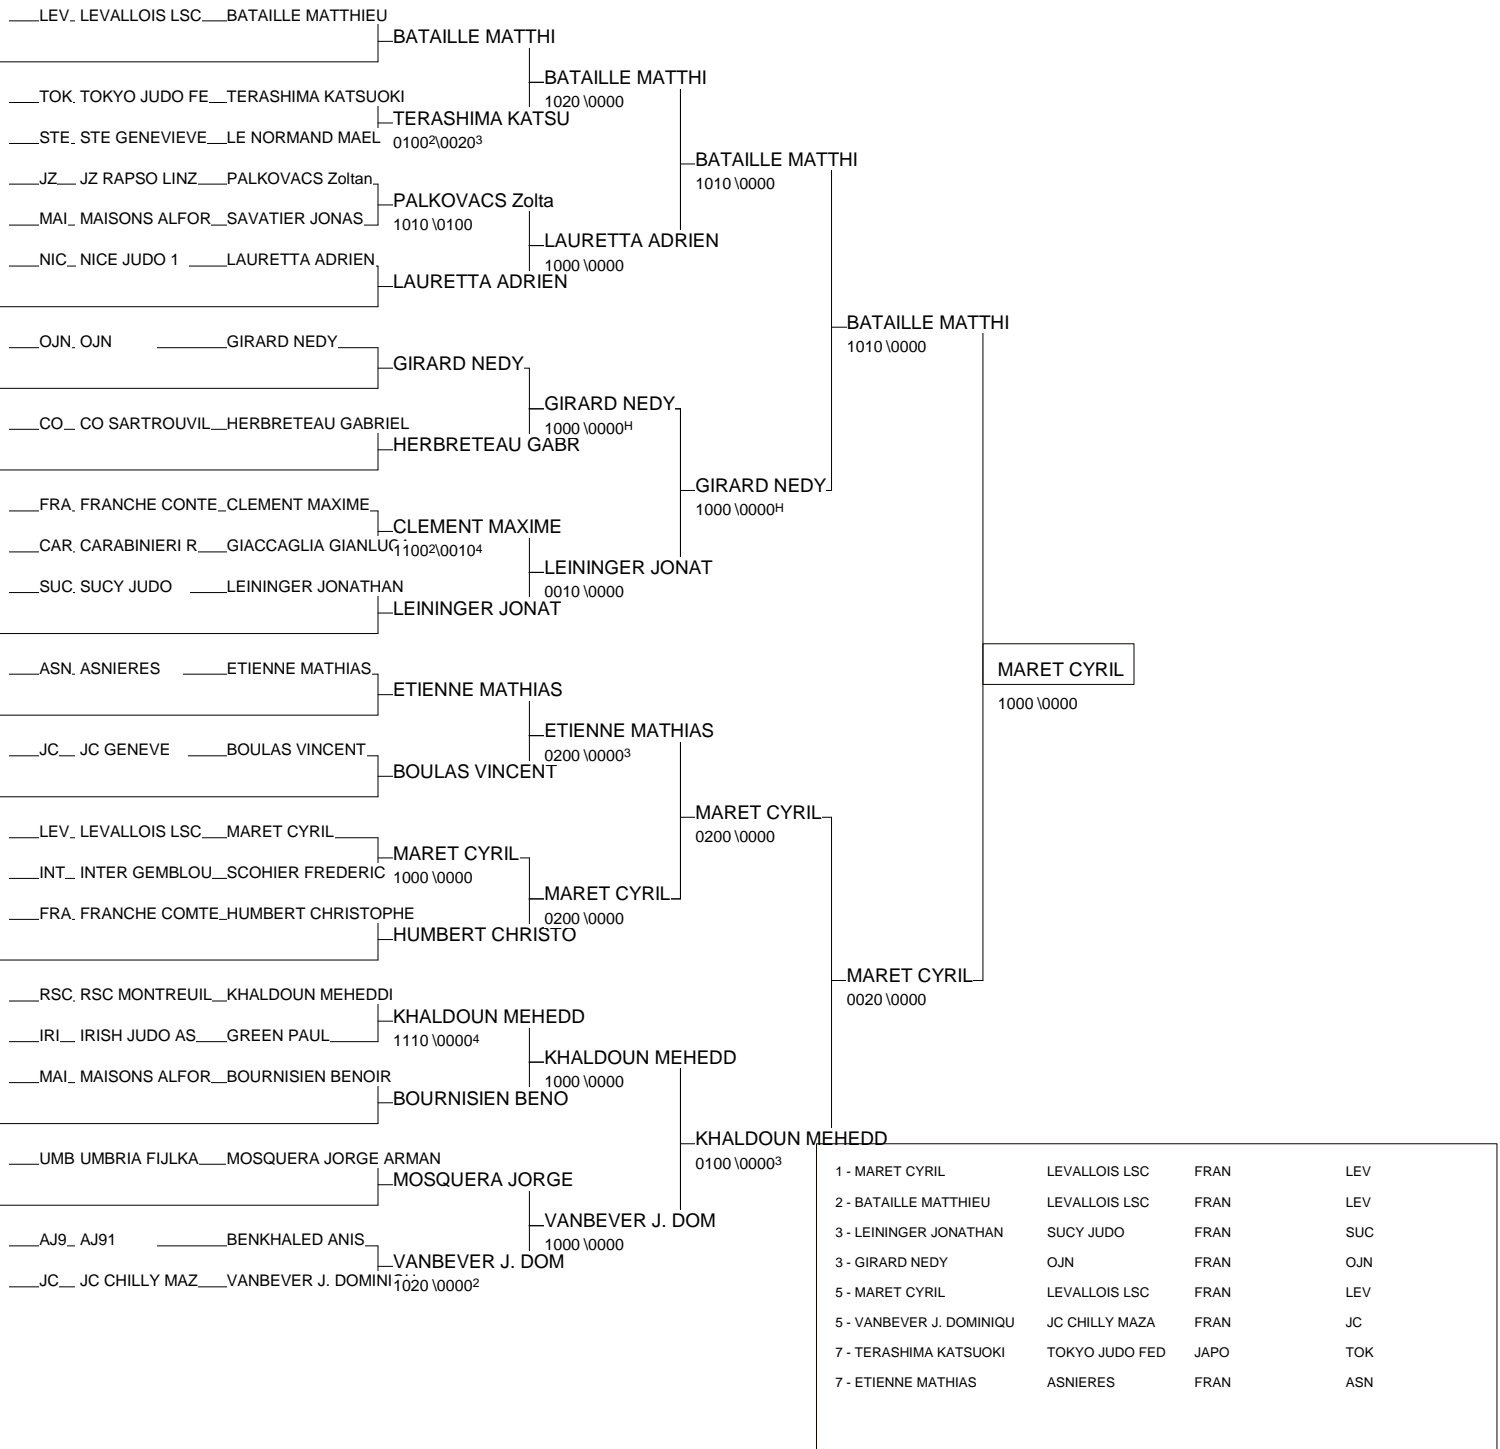 LEV LEVALLOIS LSC BATAILLE MATTHIEU
BATAILLE MATTHI
BATAILLE MATTHI
1020 \0000
TOK TOKYO JUDO FE TERASHIMA KATSUOKI
TERASHIMA KATSU
0100²\0020³
STE STE GENEVIEVE LE NORMAND MAEL
BATAILLE MATTHI
1010 \0000
JZ JZ RAPSO LINZ PALKOVACS Zoltan
PALKOVACS Zolta
1010 \0100
MAI MAISONS ALFOR SAVATIER JONAS
LAURETTA ADRIEN
1000 \0000
NIC NICE JUDO 1 LAURETTA ADRIEN
LAURETTA ADRIEN
BATAILLE MATTHI
1010 \0000
OJN OJN GIRARD NEDY
GIRARD NEDY
GIRARD NEDY
1000 \0000ᴴ
CO CO SARTROUVIL HERBRETEAU GABRIEL
HERBRETEAU GABR
GIRARD NEDY
1000 \0000ᴴ
FRA FRANCHE CONTE CLEMENT MAXIME
CLEMENT MAXIME
1100²\0010⁴
CAR CARABINIERI R GIACCAGLIA GIANLUC
LEININGER JONAT
0010 \0000
SUC SUCY JUDO LEININGER JONATHAN
LEININGER JONAT
MARET CYRIL
1000 \0000
ASN ASNIERES ETIENNE MATHIAS
ETIENNE MATHIAS
ETIENNE MATHIAS
0200 \0000³
JC JC GENEVE BOULAS VINCENT
BOULAS VINCENT
MARET CYRIL
0200 \0000
LEV LEVALLOIS LSC MARET CYRIL
MARET CYRIL
1000 \0000
INT INTER GEMBLOU SCOHIER FREDERIC
MARET CYRIL
0200 \0000
FRA FRANCHE COMTE HUMBERT CHRISTOPHE
HUMBERT CHRISTO
MARET CYRIL
0020 \0000
RSC RSC MONTREUIL KHALDOUN MEHEDDI
KHALDOUN MEHEDD
1110 \0000⁴
IRI IRISH JUDO AS GREEN PAUL
KHALDOUN MEHEDD
1000 \0000
MAI MAISONS ALFOR BOURNISIEN BENOIR
BOURNISIEN BENO
KHALDOUN MEHEDD
0100 \0000³
UMB UMBRIA FIJLKA MOSQUERA JORGE ARMAN
MOSQUERA JORGE
VANBEVER J. DOM
1000 \0000
AJ9 AJ91 BENKHALED ANIS
VANBEVER J. DOM
1020 \0000²
JC JC CHILLY MAZ VANBEVER J. DOMINI
1 - MARET CYRIL LEVALLOIS LSC FRAN LEV
2 - BATAILLE MATTHIEU LEVALLOIS LSC FRAN LEV
3 - LEININGER JONATHAN SUCY JUDO FRAN SUC
3 - GIRARD NEDY OJN FRAN OJN
5 - MARET CYRIL LEVALLOIS LSC FRAN LEV
5 - VANBEVER J. DOMINIQU JC CHILLY MAZA FRAN JC
7 - TERASHIMA KATSUOKI TOKYO JUDO FED JAPO TOK
7 - ETIENNE MATHIAS ASNIERES FRAN ASN